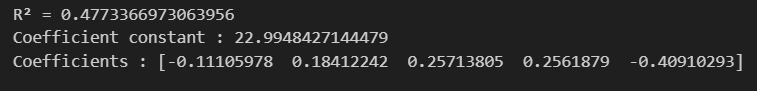 R² = 0.4773366973063956
Coefficient constant : 22.9948427144479
Coefficients : [-0.11105978  0.18412242  0.25713805  0.2561879  -0.40910293]